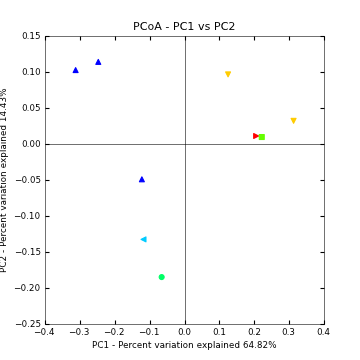 PCoA - PC1 vs PC2
0.15
0.10
0.05
0.00
−0.05
−0.10
−0.15
−0.20
−0.25
PC2 - Percent variation explained 14.43%
−0.4 −0.3 −0.2 −0.1 0.0 0.1 0.2 0.3 0.4
PC1 - Percent variation explained 64.82%